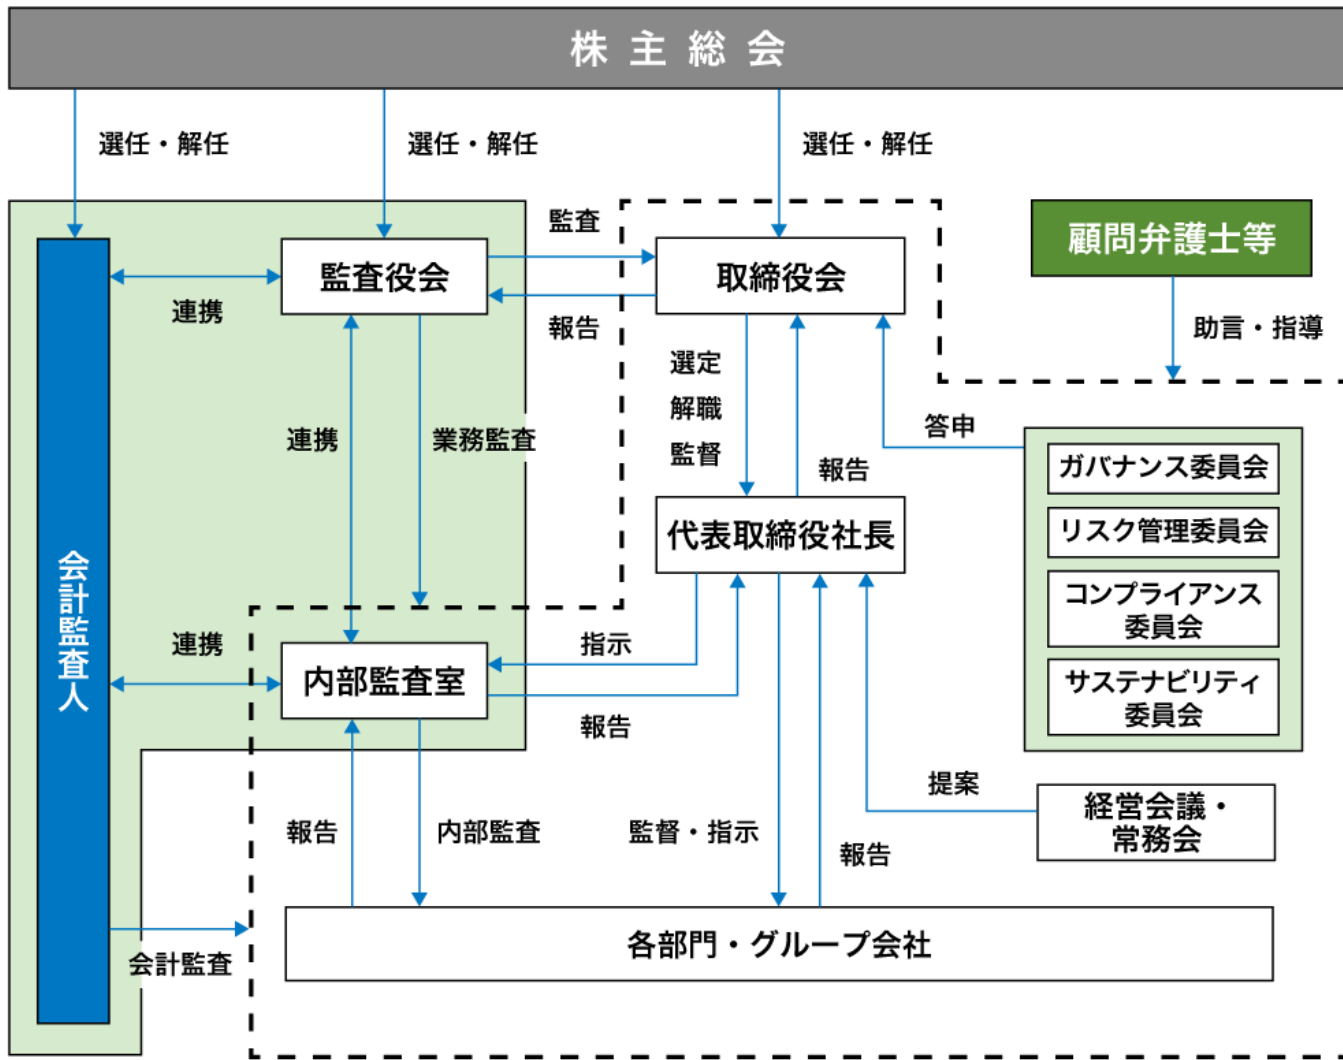 株主総会
選任・解任
選任・解任
選任・解任
監査
顧問弁護士等
監査役会
取締役会
連携
報告
助言・指導
選定
解職
監督
連携
業務監査
答申
報告
ガバナンス委員会
リスク管理委員会
コンプライアンス
委員会
サステナビリティ
委員会
代表取締役社長
会計監査人
連携
指示
内部監査室
報告
提案
経営会議・
常務会
報告
内部監査
監督・指示
報告
各部門・グループ会社
会計監査